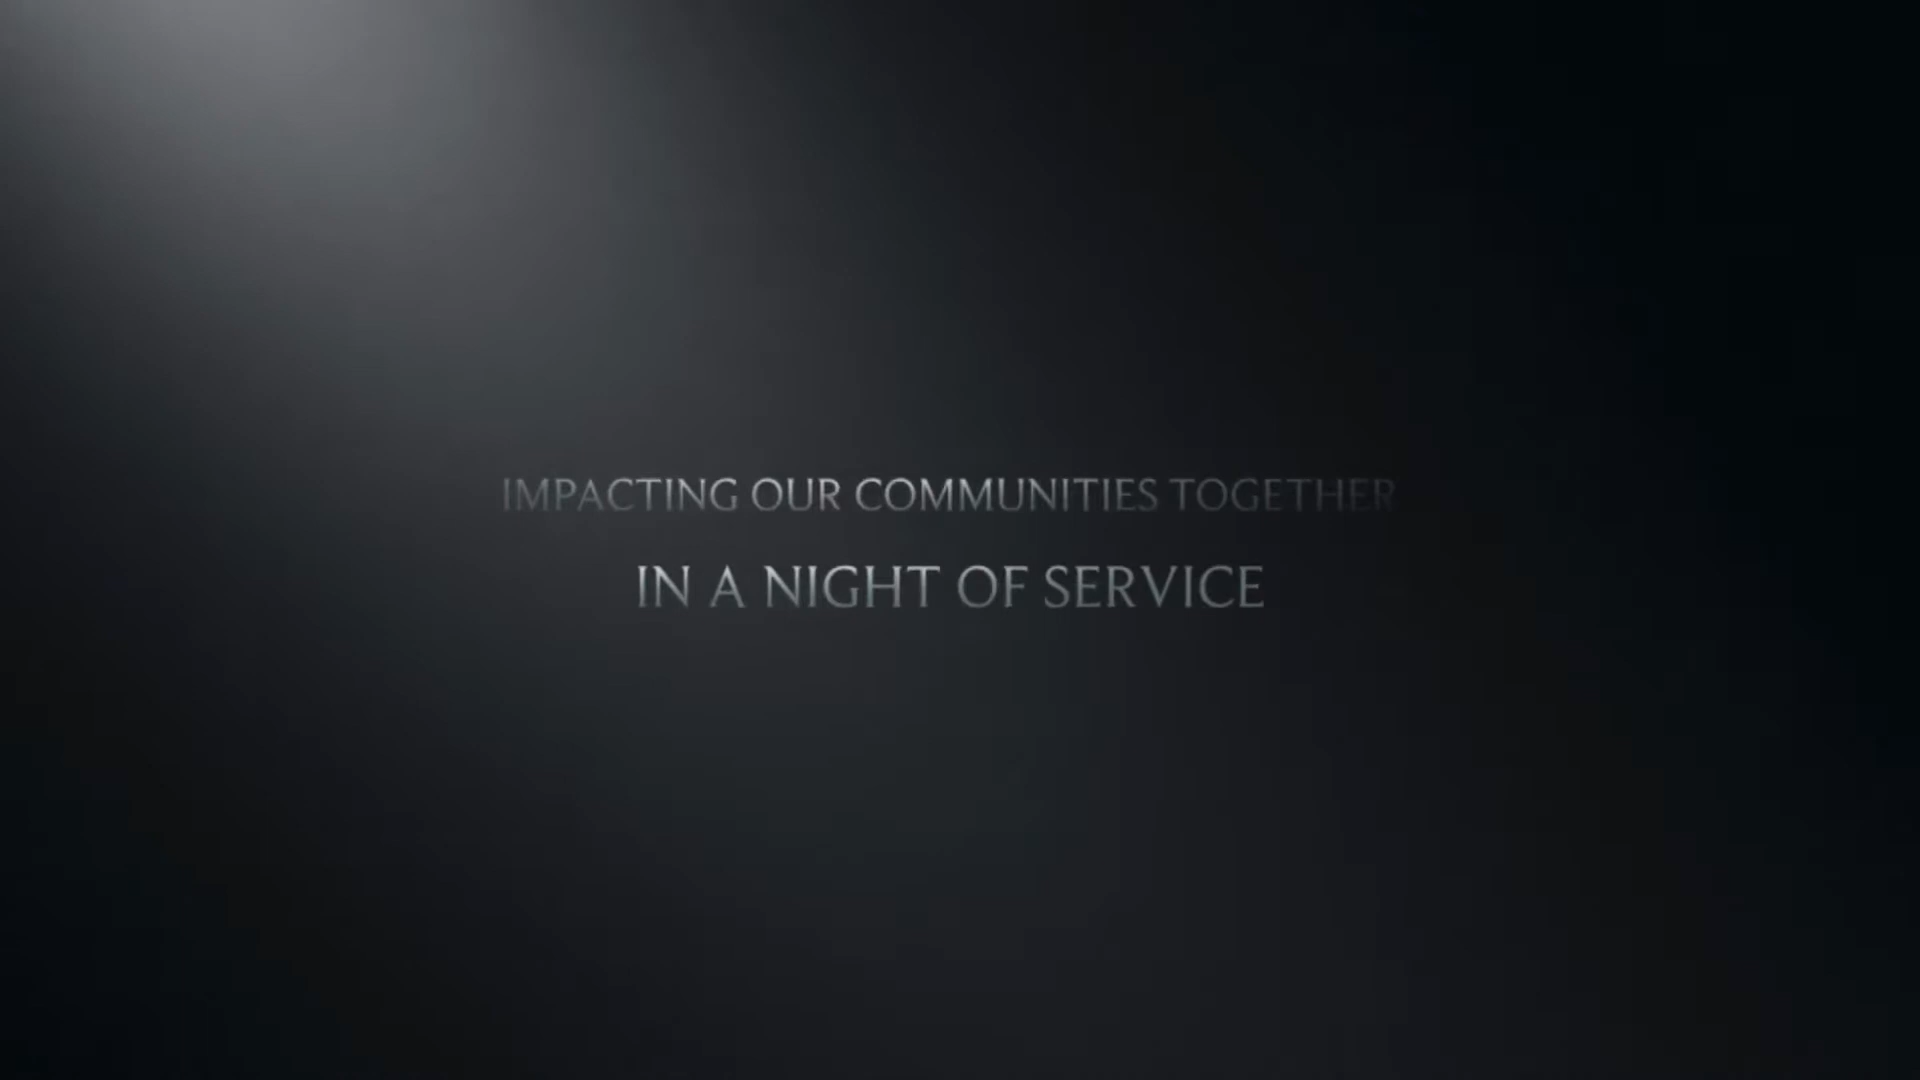 IMPACTING OUR COMMUNITIES TOGETHER
IN A NIGHT OF SERVICE